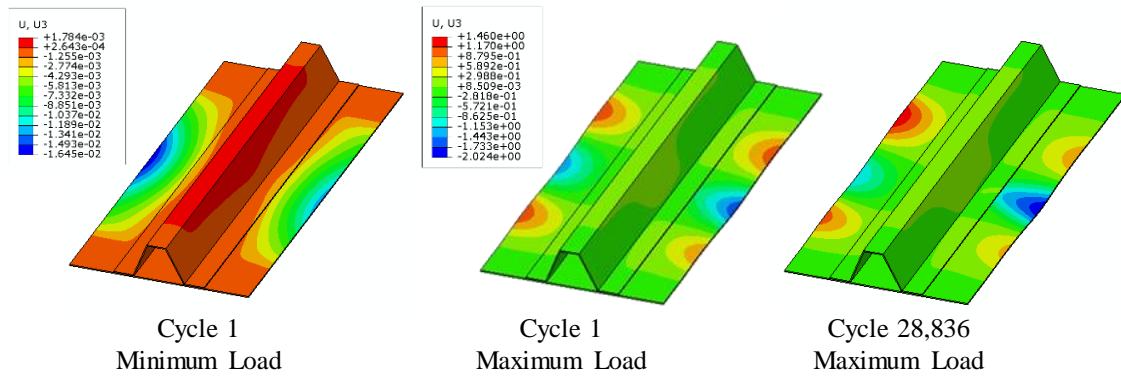 U, U3
+1.784e-03
+2.643e-04
-1.255e-03
-2.774e-03
-4.293e-03
-5.813e-03
-7.332e-03
-8.851e-03
-1.037e-02
-1.189e-02
-1.341e-02
-1.493e-02
-1.645e-02
U, U3
+1.460e+00
+1.170e+00
+8.795e-01
+5.892e-01
+2.988e-01
+8.509e-03
-2.818e-01
-5.721e-01
-8.625e-01
-1.153e+00
-1.443e+00
-1.733e+00
-2.024e+00
Cycle 1
Minimum Load
Cycle 1
Maximum Load
Cycle 28,836
Maximum Load